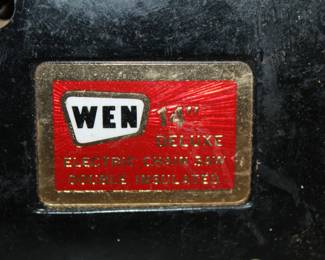 WEN
14"
DELUXE
ELECTRIC CHAIN SAW
DOUBLE INSULATED